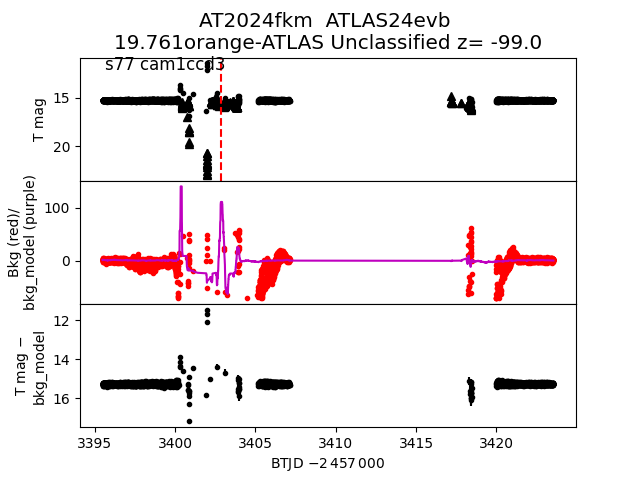 AT2024fkm  ATLAS24evb
19.761orange-ATLAS Unclassified z= -99.0
s77 cam1ccd3
15
20
T mag
100
0
Bkg (red)/
bkg_model (purple)
12
14
16
T mag −
bkg_model
3395
3400
3405
3410
3415
3420
BTJD −2 457 000